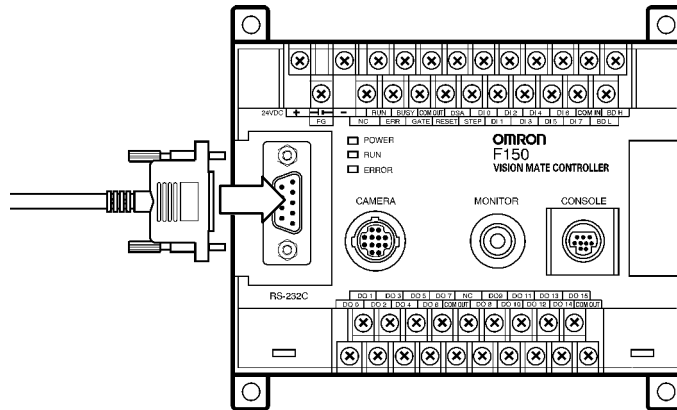 24VDC + − RUN BUSY COM OUT DSA DI 0 DI 2 DI 4 DI 6 COM IN BD H
FG NC ERR GATE RESET STEP DI 1 DI 3 DI 5 DI 7 BD L
POWER
RUN
ERROR
OMRON
F150
VISION MATE CONTROLLER
CAMERA
MONITOR
CONSOLE
RS-232C
DO 1 DO 3 DO 5 DO 7 NC DO9 DO 11 DO 13 DO 15
DO 0 DO 2 DO 4 DO 6 COM OUT DO 8 DO 10 DO 12 DO 14 COM OUT